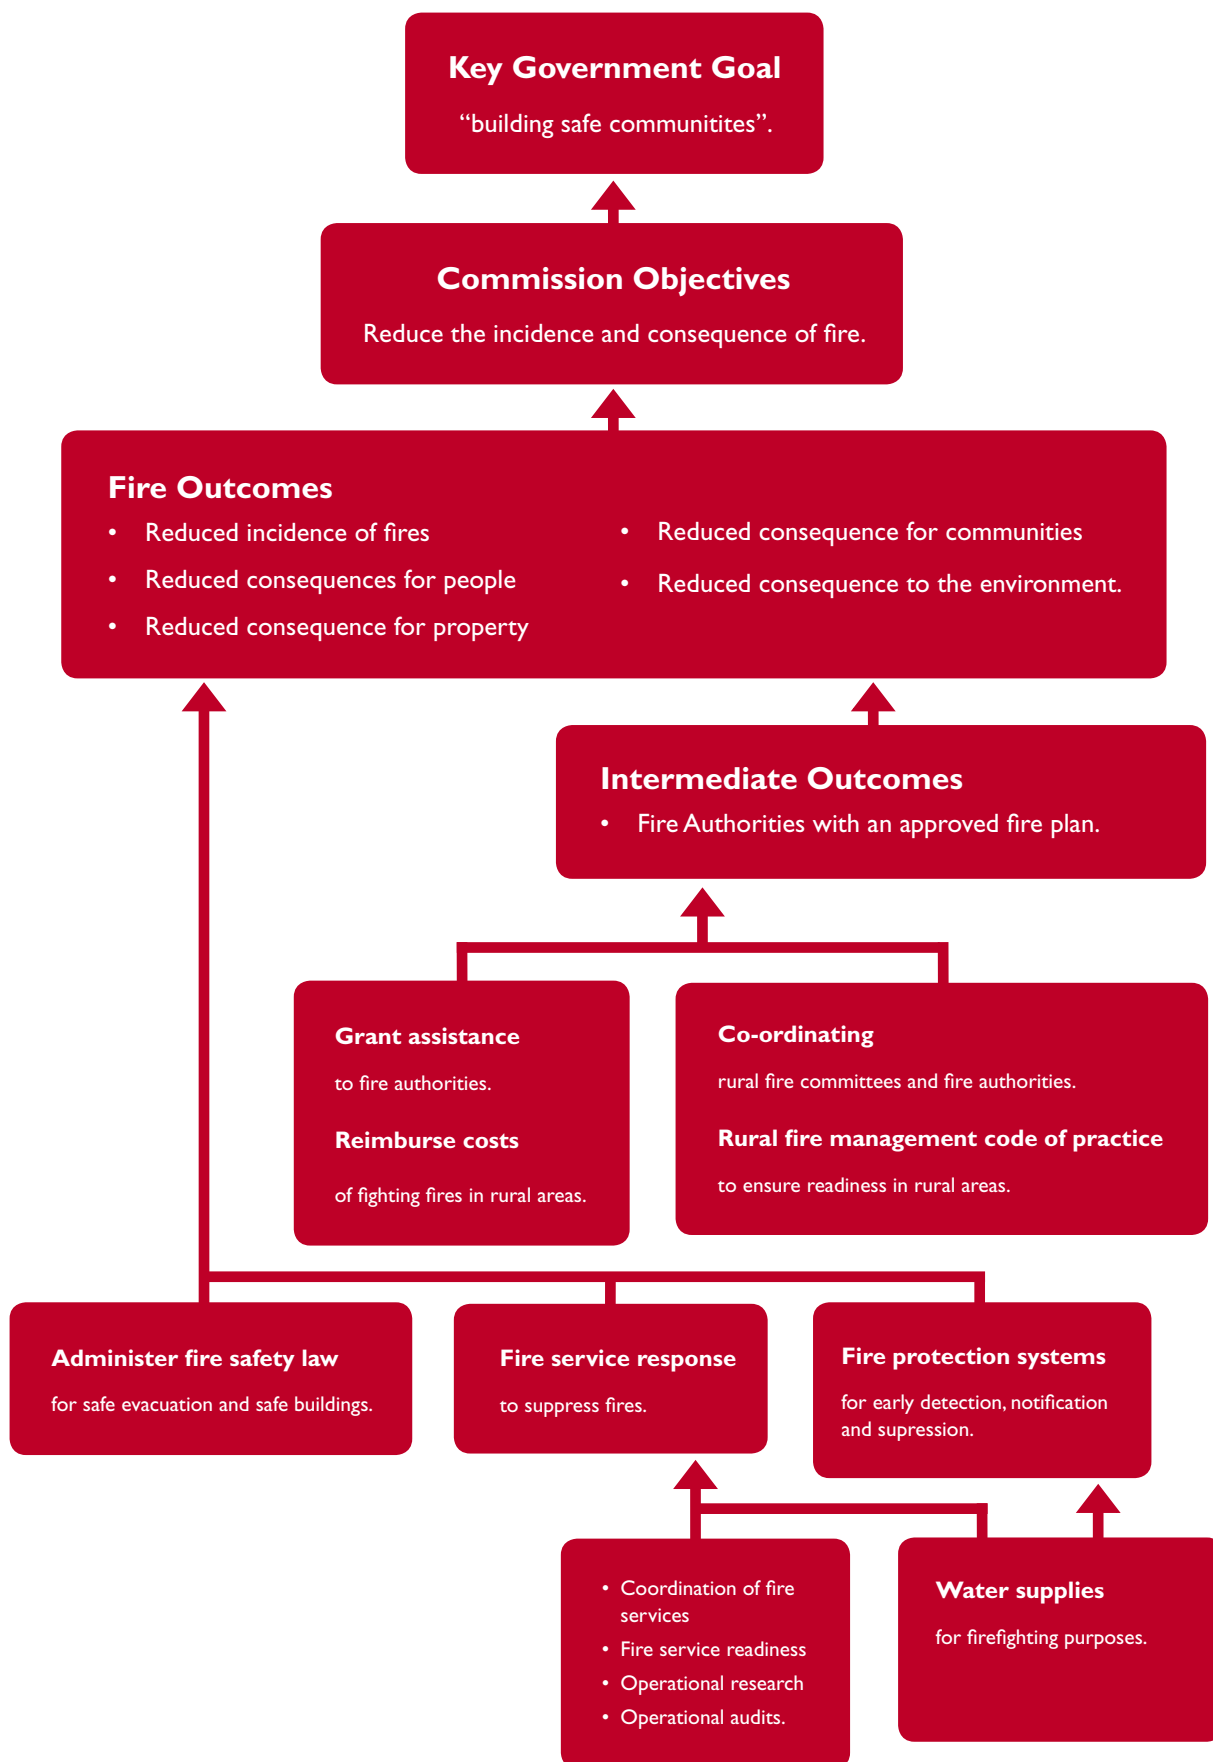 Key Government Goal
“building safe communitites”.
Commission Objectives
Reduce the incidence and consequence of fire.
Fire Outcomes
• Reduced incidence of fires
• Reduced consequences for people
• Reduced consequence for property
• Reduced consequence for communities
• Reduced consequence to the environment.
Intermediate Outcomes
• Fire Authorities with an approved fire plan.
Grant assistance
to fire authorities.
Reimburse costs
of fighting fires in rural areas.
Co-ordinating
rural fire committees and fire authorities.
Rural fire management code of practice
to ensure readiness in rural areas.
Administer fire safety law
for safe evacuation and safe buildings.
Fire service response
to suppress fires.
Fire protection systems
for early detection, notification
and supression.
• Coordination of fire
services
• Fire service readiness
• Operational research
• Operational audits.
Water supplies
for firefighting purposes.